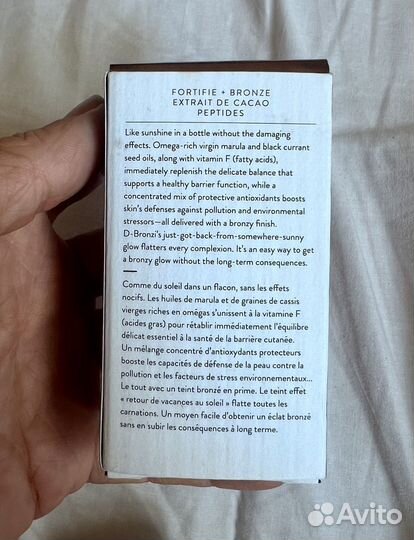 FORTIFIE + BRONZE
EXTRAIT DE CACAO
PEPTIDES
Like sunshine in a bottle without the damaging
effects. Omega-rich virgin marula and black currant
seed oils, along with vitamin F (fatty acids),
immediately replenish the delicate balance that
supports a healthy barrier function, while a
concentrated mix of protective antioxidants boosts
skin's defenses against pollution and environmental
stressors—all delivered with a bronzy finish.
D-Bronzi's just-got-back-from-somewhere-sunny
glow flatters every complexion. It's an easy way to get
a bronzy glow without the long-term consequences.
Comme du soleil dans un flacon, sans les effets
nocifs. Les huiles de marula et de graines de cassis
vierges riches en omégas s'unissent à la vitamine F
(acides gras) pour rétablir immédiatement l'équilibre
délicat essentiel à la santé de la barrière cutanée.
Un mélange concentré d'antioxydants protecteurs
booste les capacités de défense de la peau contre la
pollution et les facteurs de stress environnementaux...
Le tout avec un teint bronzé en prime. Le teint effet
« retour de vacances au soleil » flatte toutes les
carnations. Un moyen facile d'obtenir un éclat bronzé
sans en subir les conséquences à long terme.
Avito